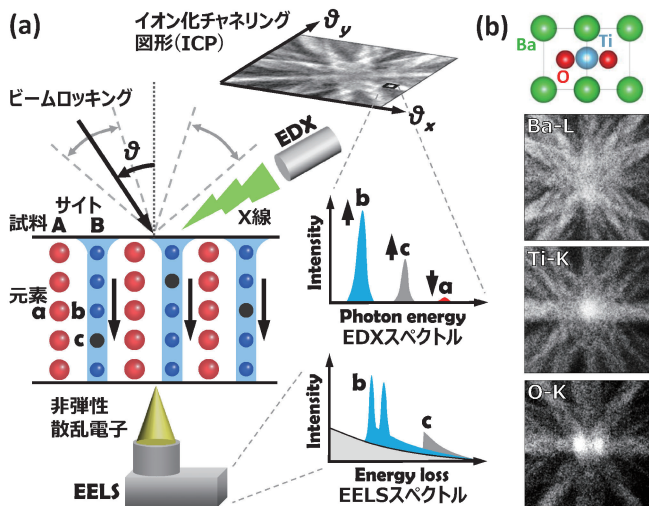 (a)
イオン化チャネリング
図形(ICP)
ϑy
ϑx
ビームロッキング
ϑ
EDX
X線
試料
サイト
A B
元素
a
b
c
Intensity
b
c
a
Photon energy
EDXスペクトル
非弾性
散乱電子
EELS
Intensity
b
c
Energy loss
EELSスペクトル
(b)
Ba
Ti
O
Ba-L
Ti-K
O-K